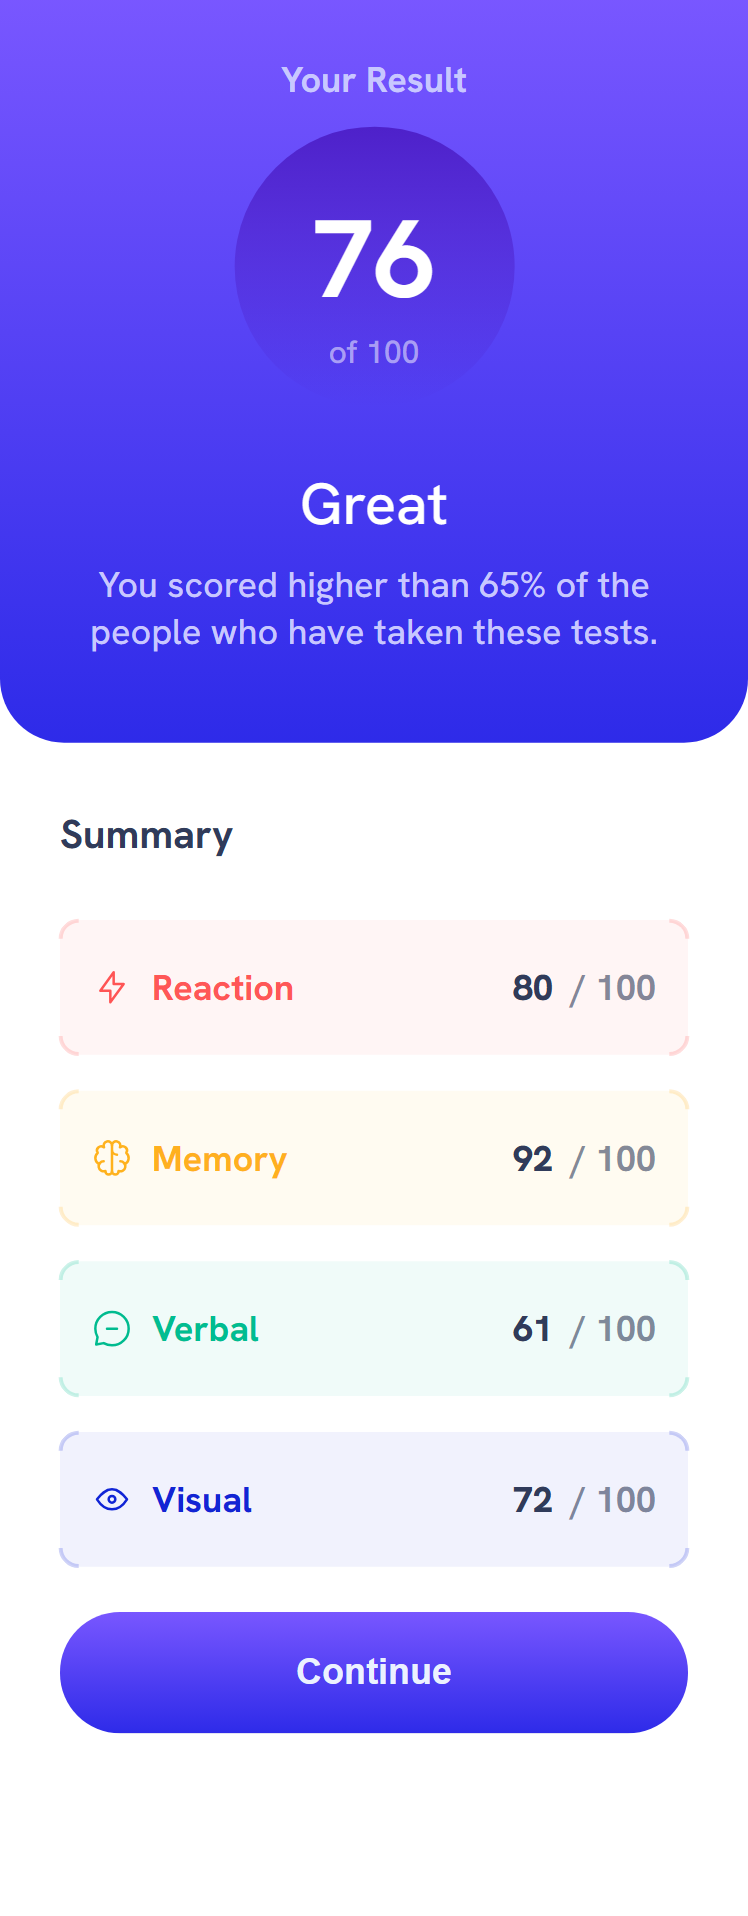 Your Result
76
of 100
Great
You scored higher than 65% of the
people who have taken these tests.
Summary
Reaction 80 / 100
Memory 92 / 100
Verbal 61 / 100
Visual 72 / 100
Continue